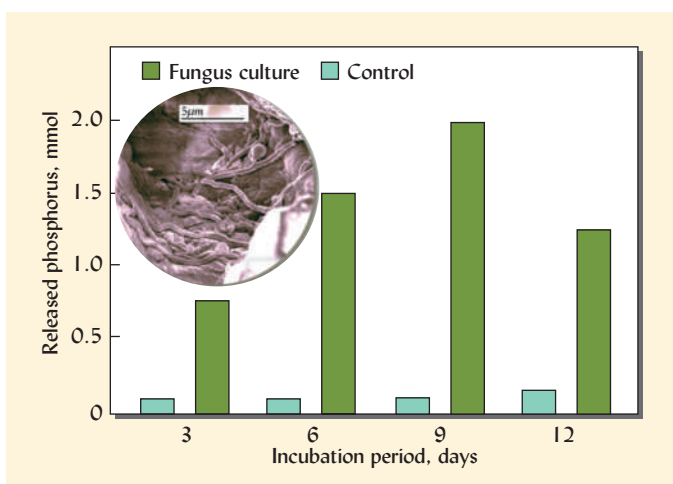 Fungus culture Control
5µm
Released phosphorus, mmol
2.0
1.5
1.0
0.5
0
3 6 9 12
Incubation period, days